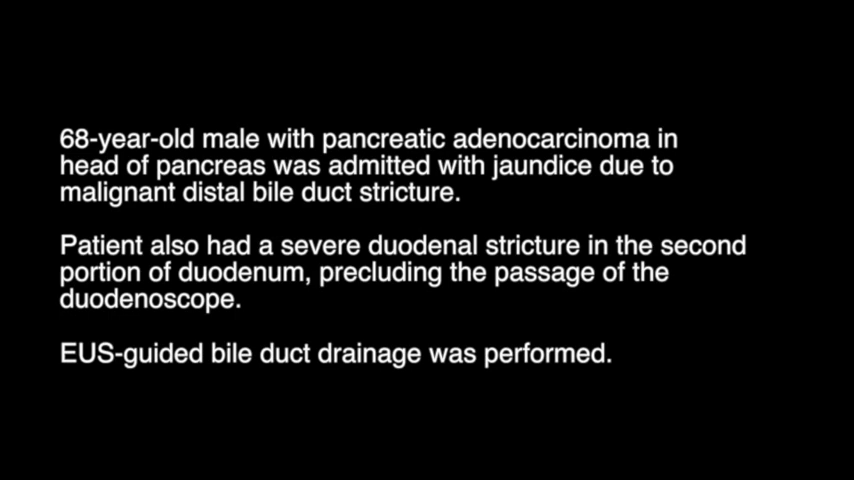 68-year-old male with pancreatic adenocarcinoma in
head of pancreas was admitted with jaundice due to
malignant distal bile duct stricture.
Patient also had a severe duodenal stricture in the second
portion of duodenum, precluding the passage of the
duodenoscope.
EUS-guided bile duct drainage was performed.